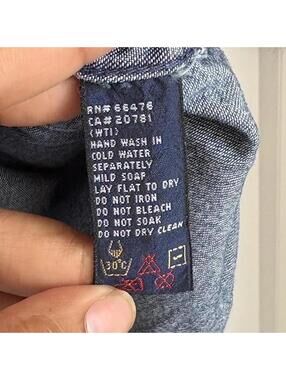 RN# 66476
CA# 20781
(WTI)
HAND WASH IN
COLD WATER
SEPARATELY
MILD SOAP
LAY FLAT TO DRY
DO NOT IRON
DO NOT BLEACH
DO NOT SOAK
DO NOT DRY CLEAN
30°C